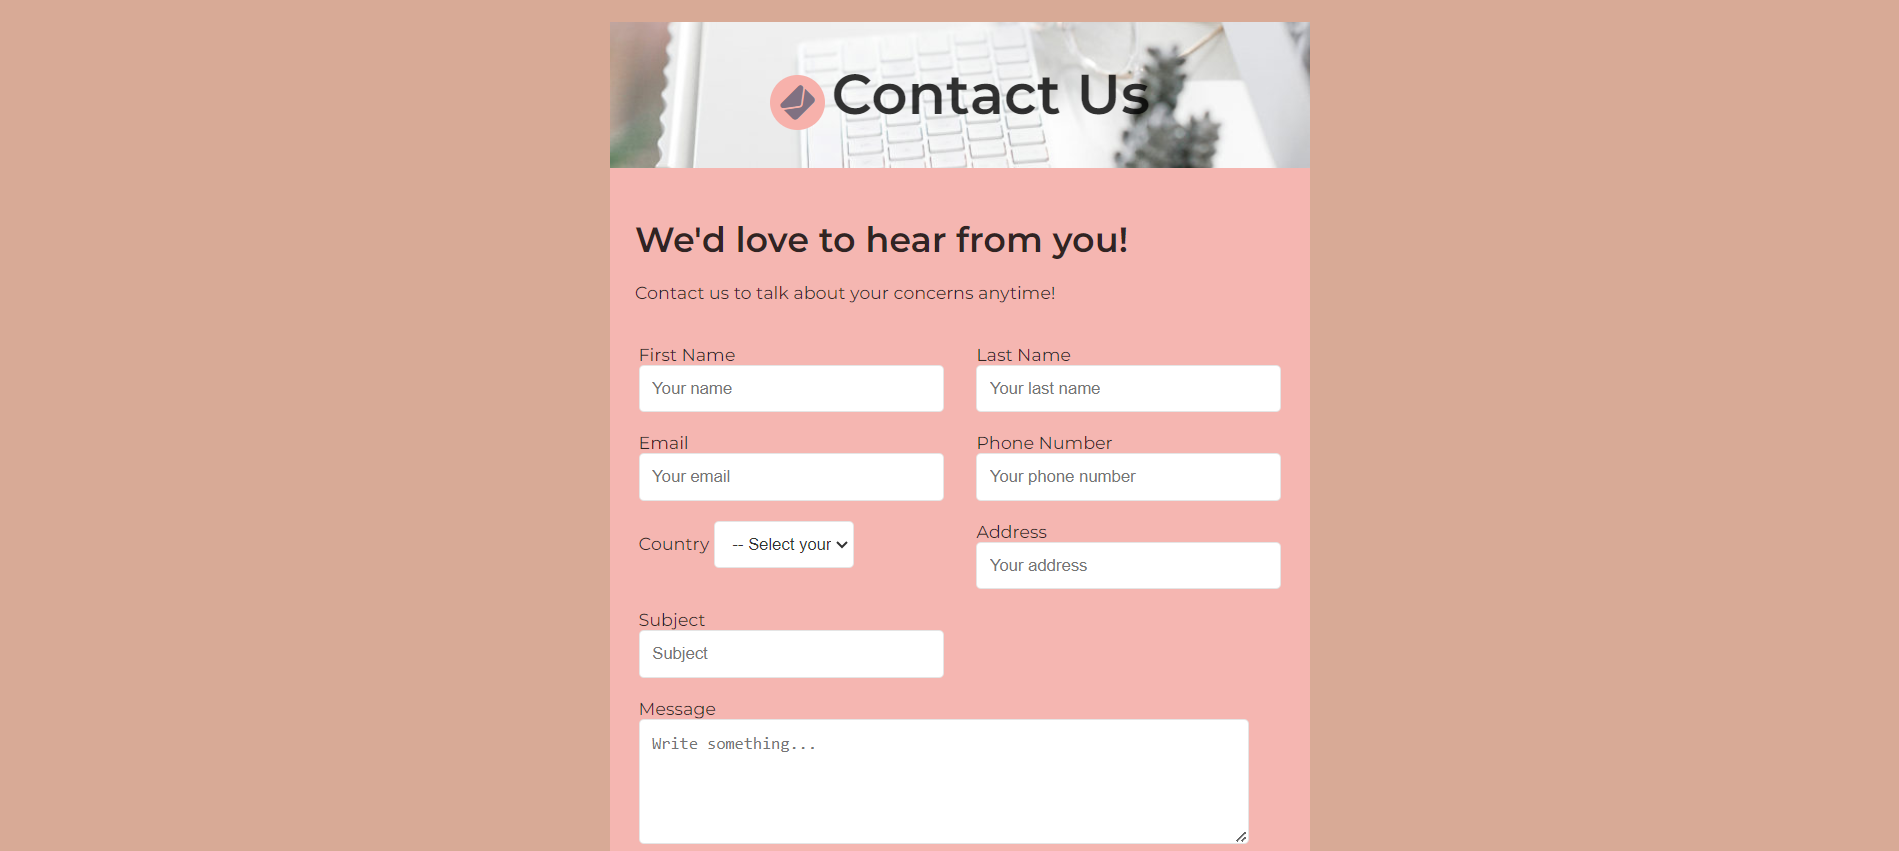 Contact Us
We'd love to hear from you!
Contact us to talk about your concerns anytime!
First Name
Last Name
Your name
Your last name
Email
Phone Number
Your email
Your phone number
Country
-- Select your
Address
Your address
Subject
Subject
Message
Write something...